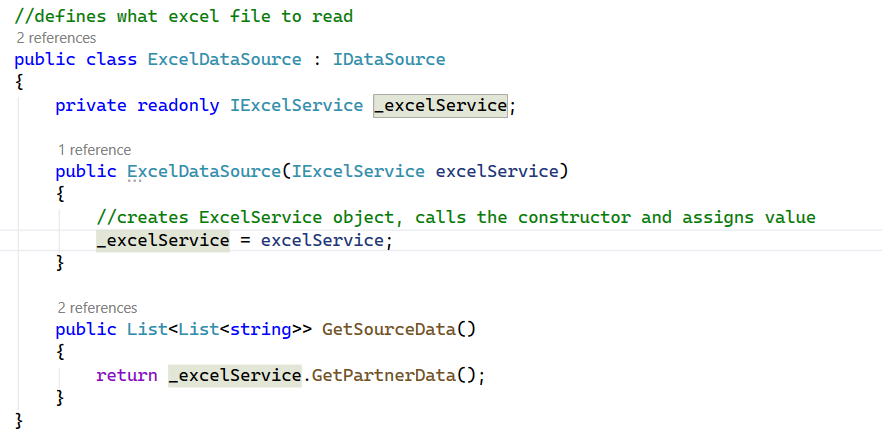 //defines what excel file to read
2 references
public class ExcelDataSource : IDataSource
{
private readonly IExcelService _excelService;
1 reference
public ExcelDataSource(IExcelService excelService)
{
//creates ExcelService object, calls the constructor and assigns value
_excelService = excelService;
}
2 references
public List<List<string>> GetSourceData()
{
return _excelService.GetPartnerData();
}
}